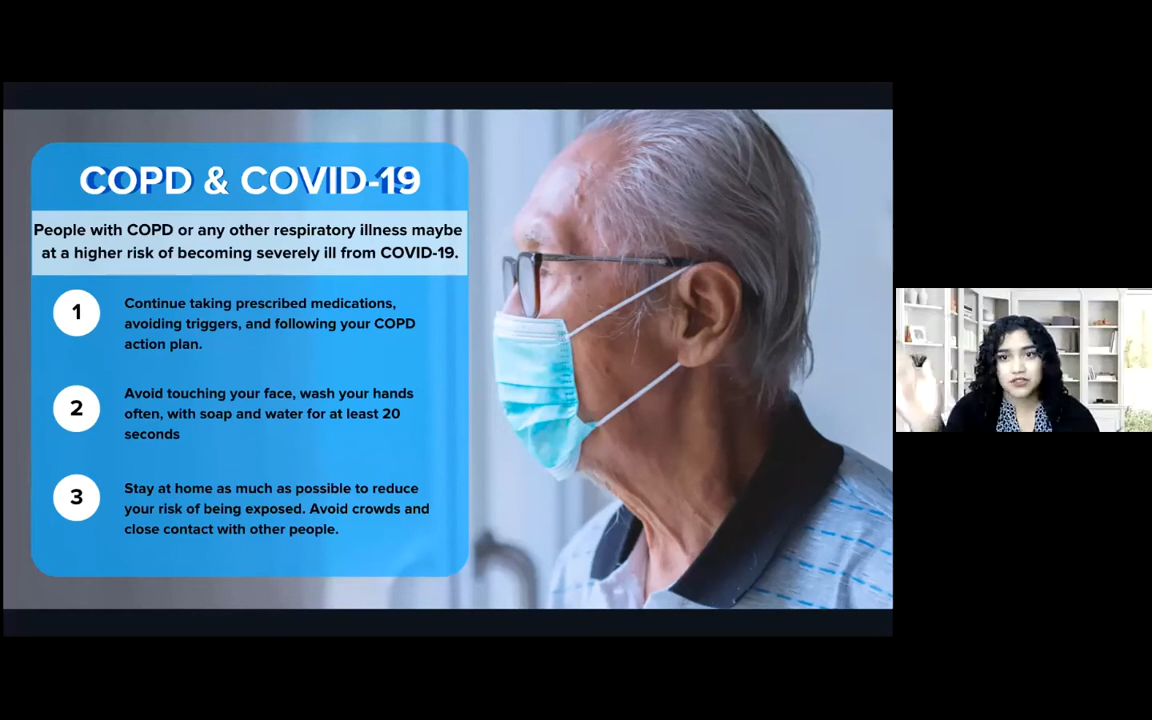 COPD & COVID-19
People with COPD or any other respiratory illness maybe
at a higher risk of becoming severely ill from COVID-19.
1
Continue taking prescribed medications,
avoiding triggers, and following your COPD
action plan.
2
Avoid touching your face, wash your hands
often, with soap and water for at least 20
seconds
3
Stay at home as much as possible to reduce
your risk of being exposed. Avoid crowds and
close contact with other people.